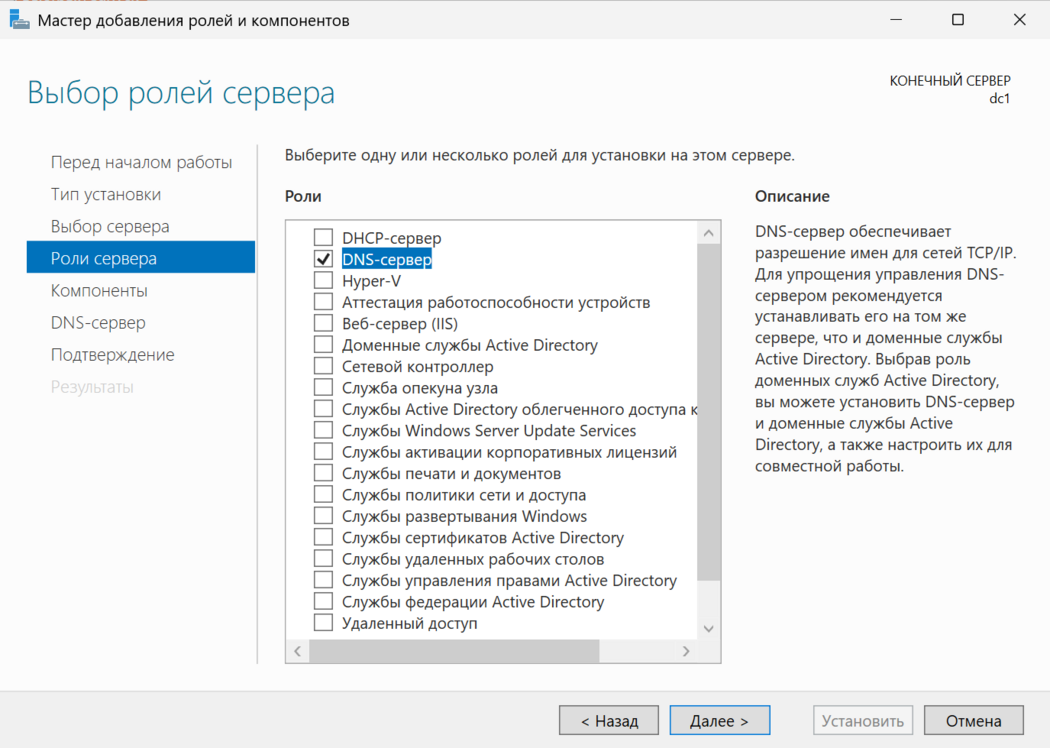 Мастер добавления ролей и компонентов
Выбор ролей сервера
КОНЕЧНЫЙ СЕРВЕР
dc1
Перед началом работы
Тип установки
Выбор сервера
Роли сервера
Компоненты
DNS-сервер
Подтверждение
Результаты
Выберите одну или несколько ролей для установки на этом сервере.
Роли
DHCP-сервер
DNS-сервер
Hyper-V
Аттестация работоспособности устройств
Веб-сервер (IIS)
Доменные службы Active Directory
Сетевой контроллер
Служба опекуна узла
Службы Active Directory облегченного доступа к
Службы Windows Server Update Services
Службы активации корпоративных лицензий
Службы печати и документов
Службы политики сети и доступа
Службы развертывания Windows
Службы сертификатов Active Directory
Службы удаленных рабочих столов
Службы управления правами Active Directory
Службы федерации Active Directory
Удаленный доступ
Описание
DNS-сервер обеспечивает
разрешение имен для сетей TCP/IP.
Для упрощения управления DNS-
сервером рекомендуется
устанавливать его на том же
сервере, что и доменные службы
Active Directory. Выбрав роль
доменных служб Active Directory,
вы можете установить DNS-сервер
и доменные службы Active
Directory, а также настроить их для
совместной работы.
< Назад
Далее >
Установить
Отмена